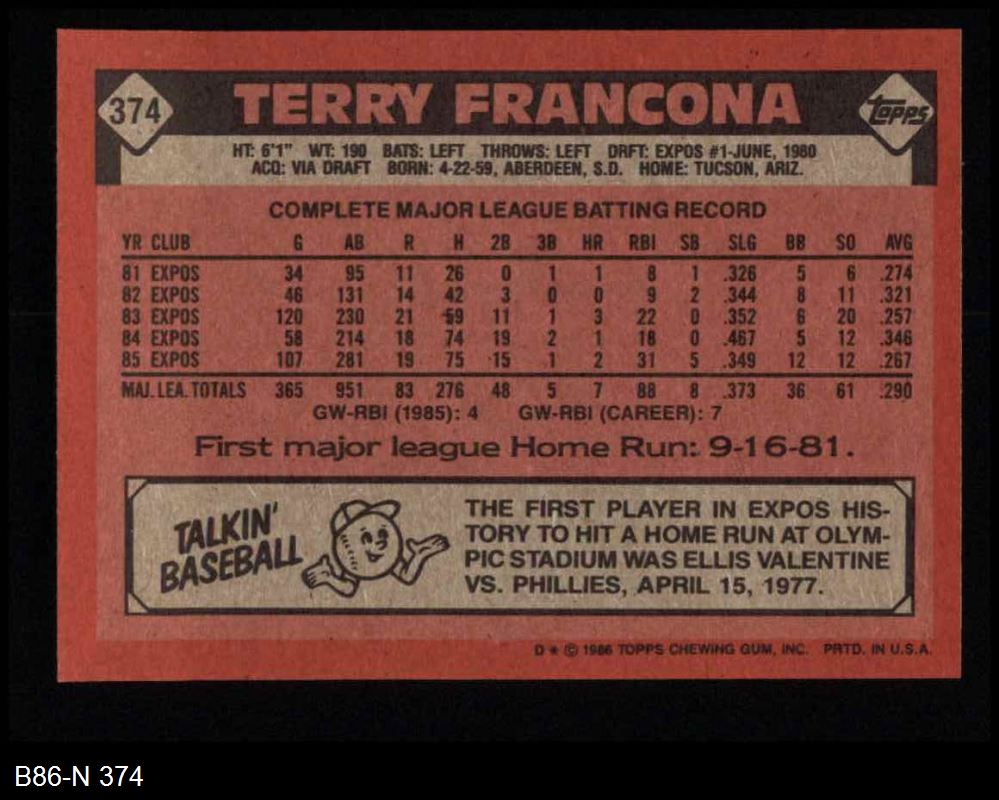 374 TERRY FRANCONA topps
HT: 6'1" WT: 190 BATS: LEFT THROWS: LEFT DRFT: EXPOS #1-JUNE, 1980
ACQ: VIA DRAFT BORN: 4-22-59, ABERDEEN, S.D. HOME: TUCSON, ARIZ.
COMPLETE MAJOR LEAGUE BATTING RECORD
YR CLUB G AB R H 2B 3B HR RBI SB SLG BB SO AVG
81 EXPOS 34 95 11 26 0 1 1 8 1 .326 5 6 .274
82 EXPOS 46 131 14 42 3 0 0 9 2 .344 8 11 .321
83 EXPOS 120 230 21 59 11 1 3 22 0 .352 6 20 .257
84 EXPOS 58 214 18 74 19 2 1 18 0 .467 5 12 .346
85 EXPOS 107 281 19 75 15 1 2 31 5 .349 12 12 .267
MAJ. LEA. TOTALS 365 951 83 276 48 5 7 88 8 .373 36 61 .290
GW-RBI (1985): 4 GW-RBI (CAREER): 7
First major league Home Run: 9-16-81.
TALKIN'
BASEBALL
THE FIRST PLAYER IN EXPOS HIS-
TORY TO HIT A HOME RUN AT OLYM-
PIC STADIUM WAS ELLIS VALENTINE
VS. PHILLIES, APRIL 15, 1977.
D * © 1986 TOPPS CHEWING GUM, INC. PRTD. IN U.S.A.
B86-N 374